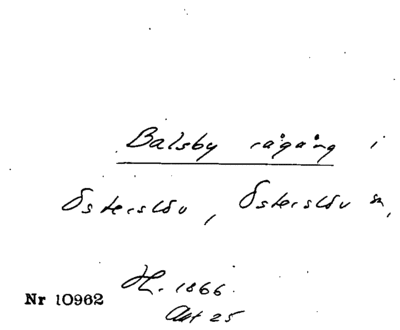 Balsby rågång i
Österslöv, Österslöv sn,
H. 1866.
Nr 10962
Akt 25